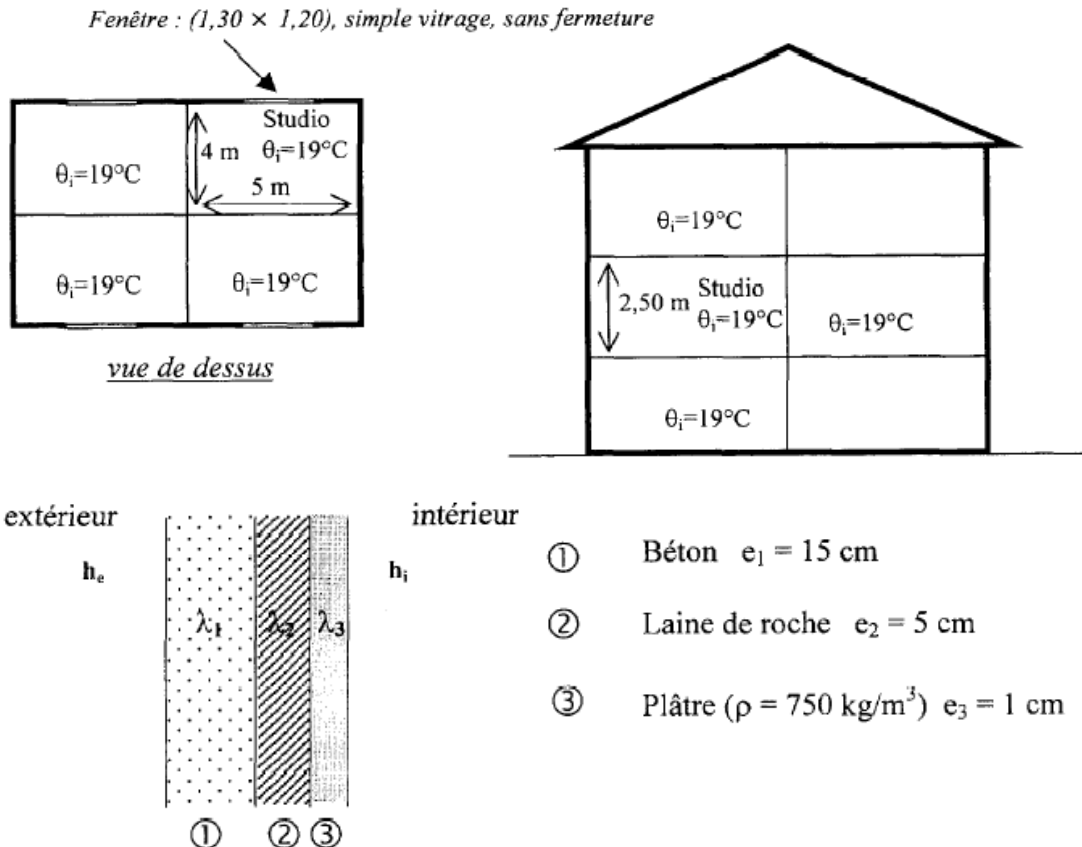 Fenêtre : (1,30 × 1,20), simple vitrage, sans fermeture
Studio
θi=19°C
4 m
θi=19°C
5 m
θi=19°C
θi=19°C
vue de dessus
θi=19°C
2,50 m
Studio
θi=19°C
θi=19°C
θi=19°C
extérieur
intérieur
he
hi
λ1
λ2
λ3
① ② ③
① Béton e1 = 15 cm
② Laine de roche e2 = 5 cm
③ Plâtre (ρ = 750 kg/m³) e3 = 1 cm